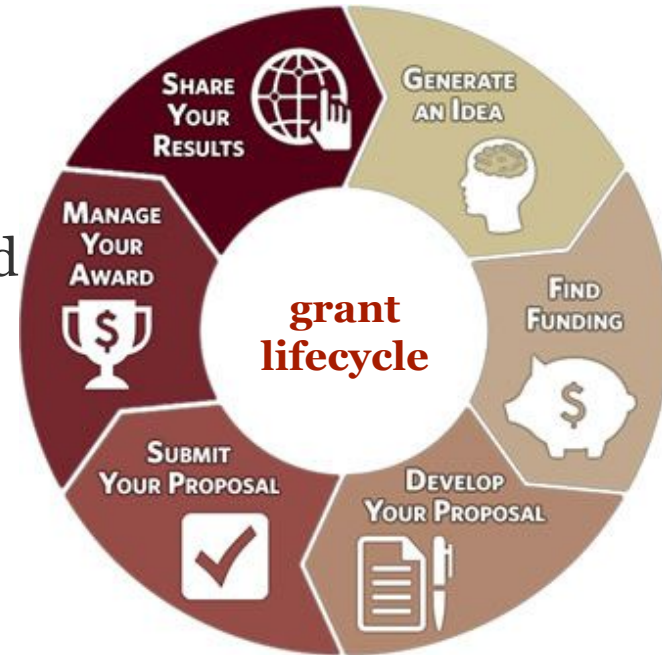 GENERATE
AN IDEA
FIND
FUNDING
$
DEVELOP
YOUR PROPOSAL
SUBMIT
YOUR PROPOSAL
MANAGE
YOUR
AWARD
$
SHARE
YOUR
RESULTS
grant
lifecycle
d